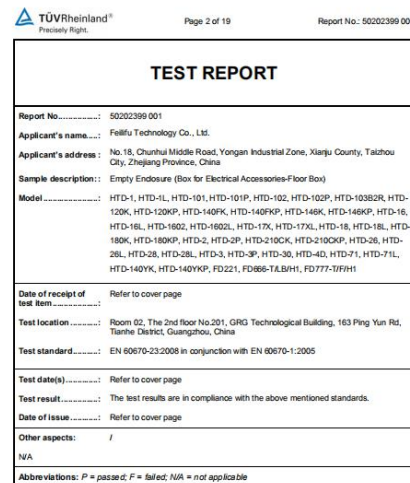 TÜVRheinland®
Precisely Right.
Page 2 of 19
Report No.: 50202399 00
TEST REPORT
Report No...............: 50202399 001
Applicant's name.....: Feilifu Technology Co., Ltd.
Applicant's address : No.18, Chunhui Middle Road, Yongan Industrial Zone, Xianju County, Taizhou
City, Zhejiang Province, China
Sample description:: Empty Enclosure (Box for Electrical Accessories-Floor Box)
Model......................: HTD-1, HTD-1L, HTD-101, HTD-101P, HTD-102, HTD-102P, HTD-103B2R, HTD-
120K, HTD-120KP, HTD-140FK, HTD-140FKP, HTD-146K, HTD-146KP, HTD-16,
HTD-16L, HTD-1602, HTD-1602L, HTD-17X, HTD-17XL, HTD-18, HTD-18L, HTD-
180K, HTD-180KP, HTD-2, HTD-2P, HTD-210CK, HTD-210CKP, HTD-26, HTD-
26L, HTD-28, HTD-28L, HTD-3, HTD-3P, HTD-30, HTD-4D, HTD-71, HTD-71L,
HTD-140YK, HTD-140YKP, FD221, FD666-T/LB/H1, FD777-T/F/H1
Date of receipt of
test item.................: Refer to cover page
Test location...........: Room 02, The 2nd floor No.201, GRG Technological Building, 163 Ping Yun Rd,
Tianhe District, Guangzhou, China
Test standard..........: EN 60670-23:2008 in conjunction with EN 60670-1:2005
Test date(s).............: Refer to cover page
Test result...............: The test results are in compliance with the above mentioned standards.
Date of issue...........: Refer to cover page
Other aspects: /
N/A
Abbreviations: P = passed; F = failed; N/A = not applicable